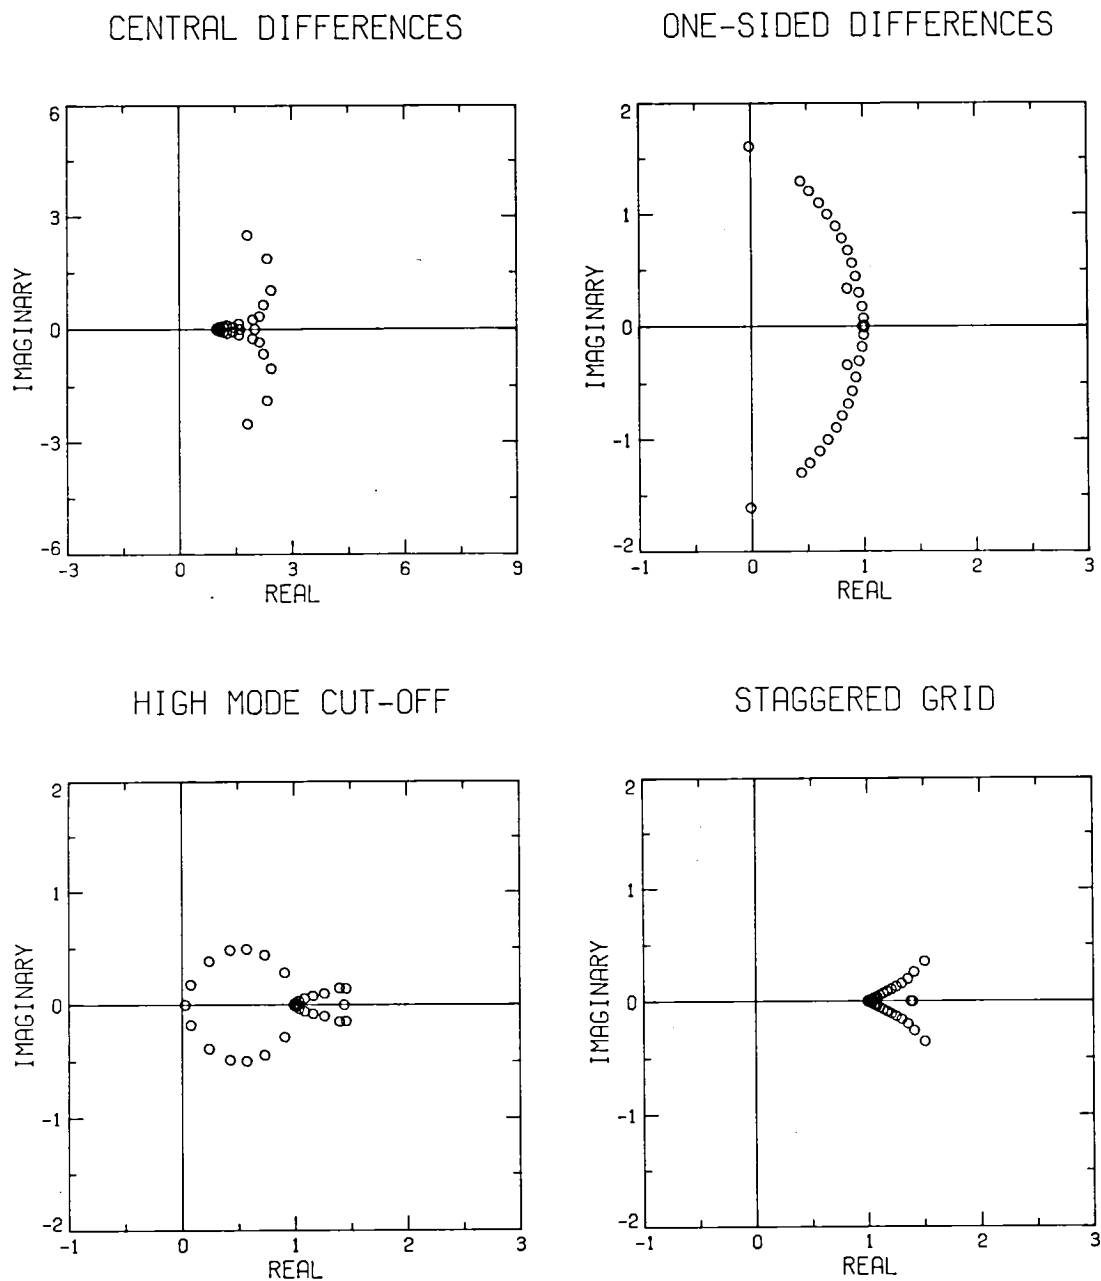 CENTRAL DIFFERENCES
6
3
0
-3
-6
-3 0 3 6 9
IMAGINARY
REAL
ONE-SIDED DIFFERENCES
2
1
0
-1
-2
-1 0 1 2 3
IMAGINARY
REAL
HIGH MODE CUT-OFF
2
1
0
-1
-2
-1 0 1 2 3
IMAGINARY
REAL
STAGGERED GRID
2
1
0
-1
-2
-1 0 1 2 3
IMAGINARY
REAL